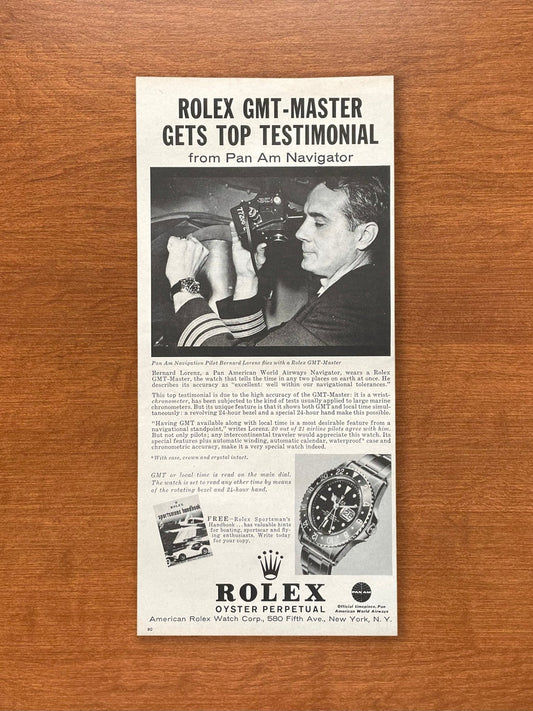 ROLEX GMT-MASTER
GETS TOP TESTIMONIAL
from Pan Am Navigator
Pan Am Navigation Pilot Bernard Lorenz flies with a Rolex GMT-Master
Bernard Lorenz, a Pan American World Airways Navigator, wears a Rolex
GMT-Master, the watch that tells the time in any two places on earth at once. He
describes its accuracy as "excellent: well within our navigational tolerances."
This top testimonial is due to the high accuracy of the GMT-Master: it is a wrist-
chronometer, has been subjected to the kind of tests usually applied to large marine
chronometers. But its unique feature is that it shows both GMT and local time simul-
taneously: a revolving 24-hour bezel and a special 24-hour hand make this possible.
"Having GMT available along with local time is a most desirable feature from a
navigational standpoint," writes Lorenz. 20 out of 21 airline pilots agree with him.
But not only pilots; any intercontinental traveler would appreciate this watch. Its
special features plus automatic winding, automatic calendar, waterproof* case and
chronometric accuracy, make it a very special watch indeed.
*With case, crown and crystal intact.
GMT or local time is read on the main dial.
The watch is set to read any other time by means
of the rotating bezel and 24-hour hand.
ROLEX
sportsmans handbook
FREE—Rolex Sportsman's
Handbook...has valuable hints
for boating, sportscar and fly-
ing enthusiasts. Write today
for your copy.
ROLEX
OYSTER PERPETUAL
PAN AM
Official timepiece, Pan
American World Airways
American Rolex Watch Corp., 580 Fifth Ave., New York, N. Y.